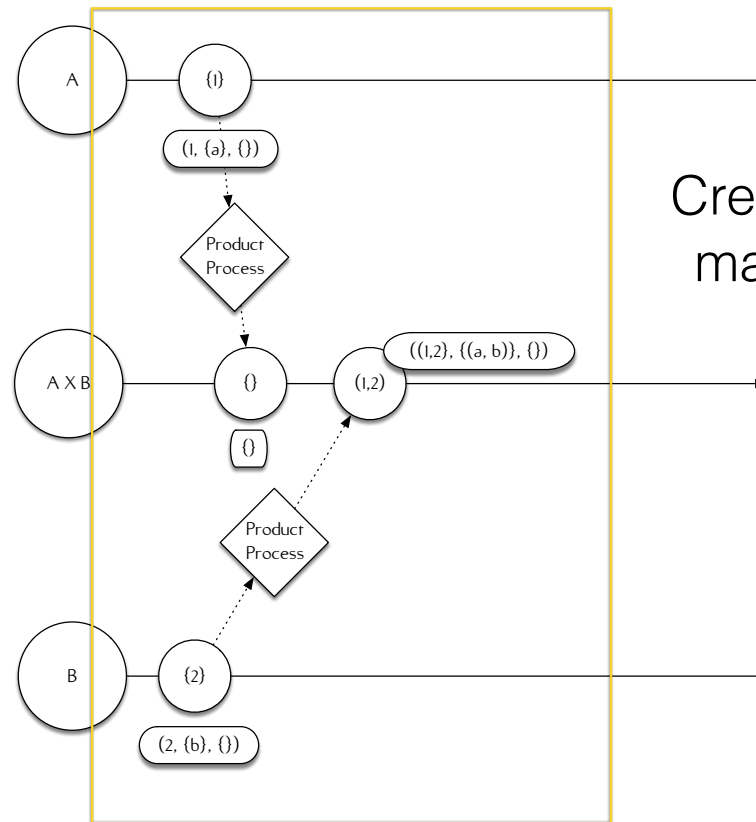 A
{1}
(1, {a}, {})
Cre
Product
Process
ma
((1,2}, {(a, b)}, {})
A X B
{}
(1,2)
{}
Product
Process
B
{2}
(2, {b}, {})